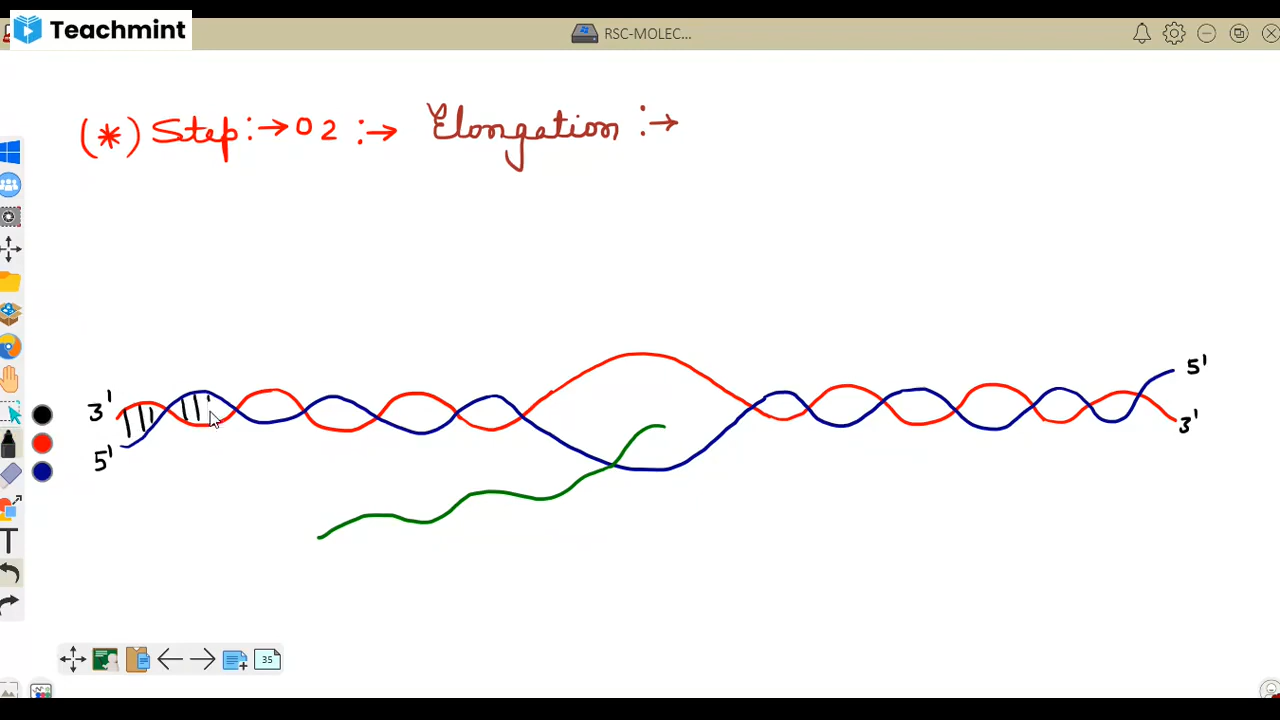 Teachmint
RSC-MOLEC...
(*) Step:→02 :→ Elongation :→
3'
5'
5'
3'
T
35